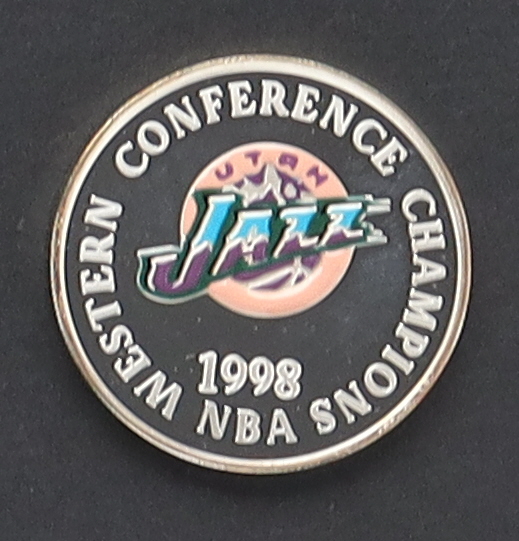 WESTERN CONFERENCE CHAMPIONS
UTAH
JAZZ
1998
NBA